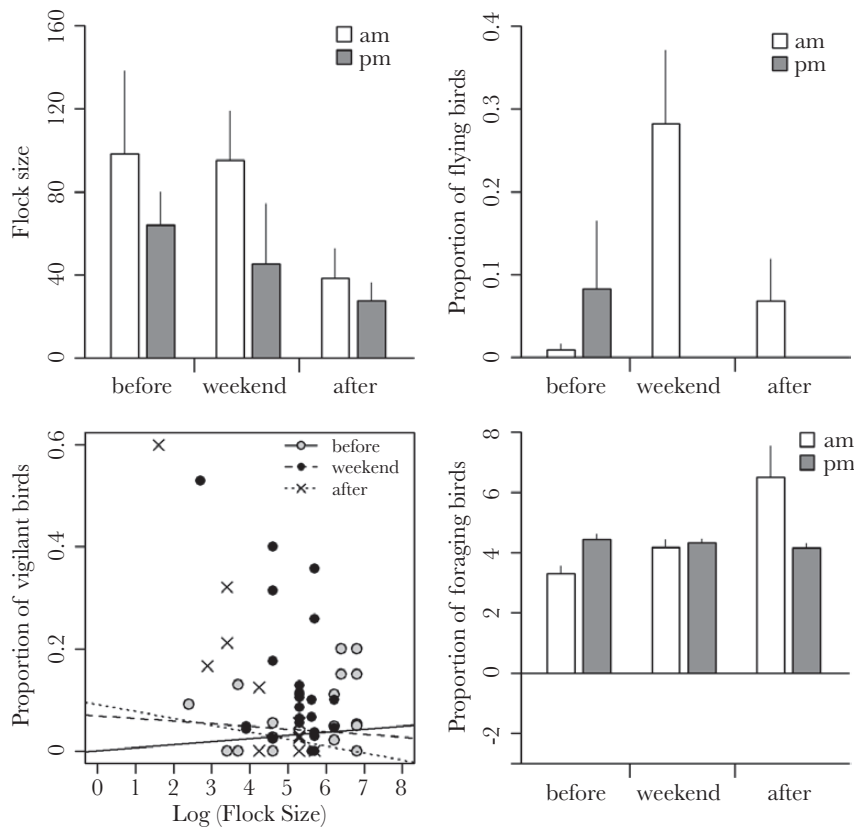 Flock size
160
120
80
40
0
am
pm
before weekend after
Proportion of flying birds
0.4
0.3
0.2
0.1
0
am
pm
before weekend after
Proportion of vigilant birds
0.6
0.4
0.2
0
before
weekend
after
0 1 2 3 4 5 6 7 8
Log (Flock Size)
Proportion of foraging birds
8
6
4
2
0
-2
am
pm
before weekend after